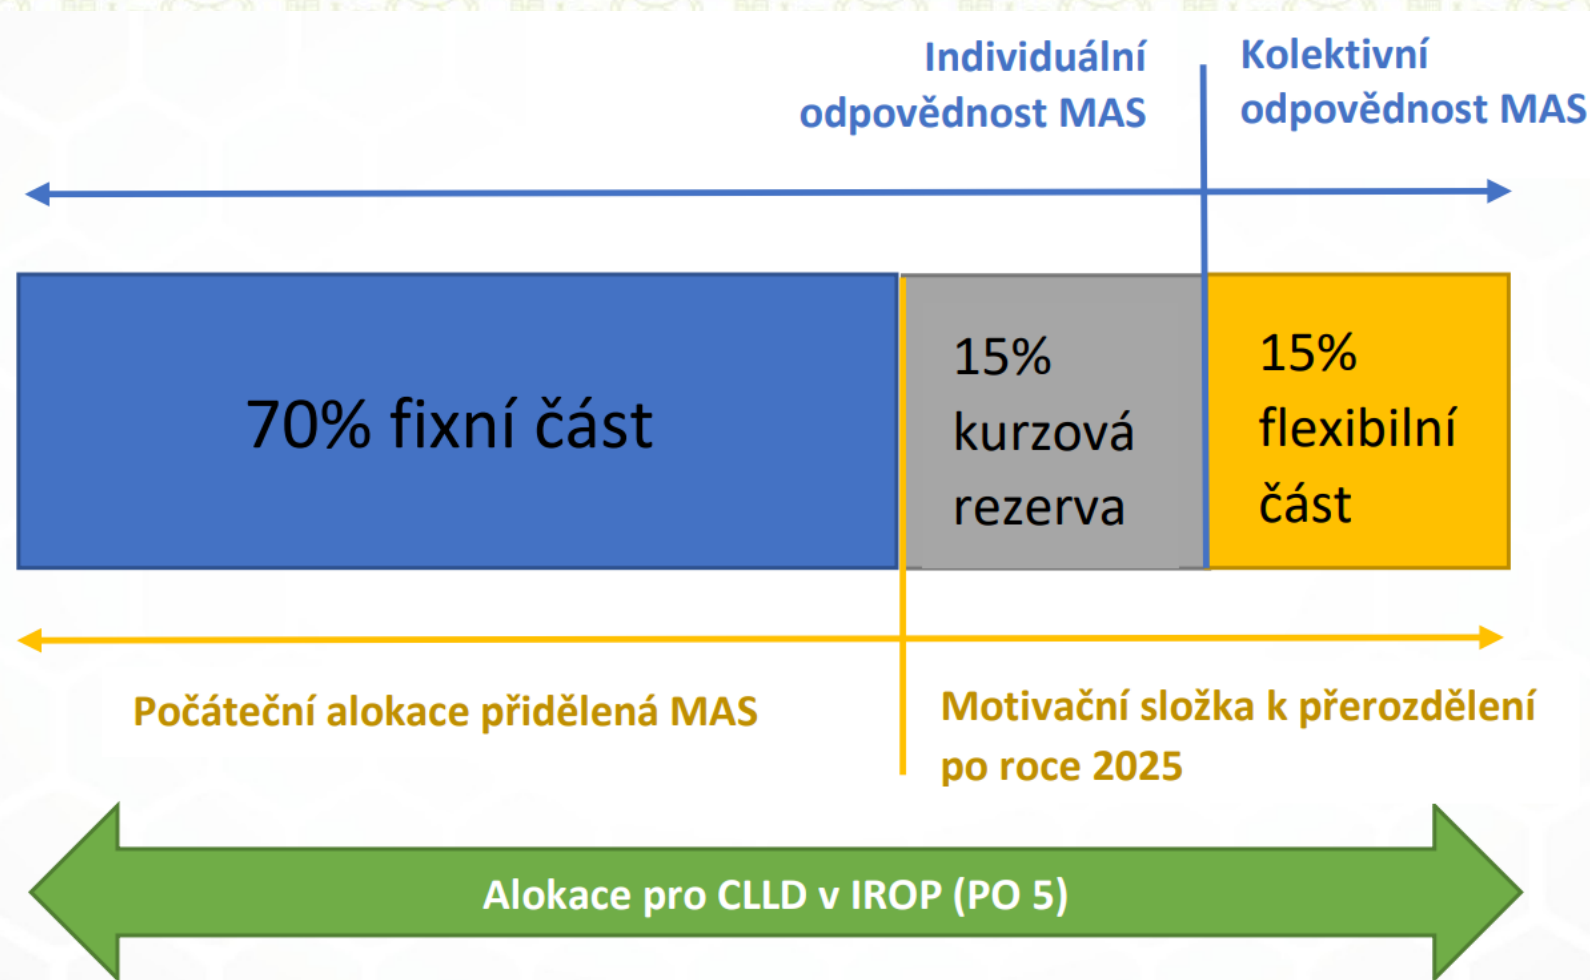 Individuální
odpovědnost MAS
Kolektivní
odpovědnost MAS
70% fixní část
15%
kurzová
rezerva
15%
flexibilní
část
Počáteční alokace přidělená MAS
Motivační složka k přerozdělení
po roce 2025
Alokace pro CLLD v IROP (PO 5)